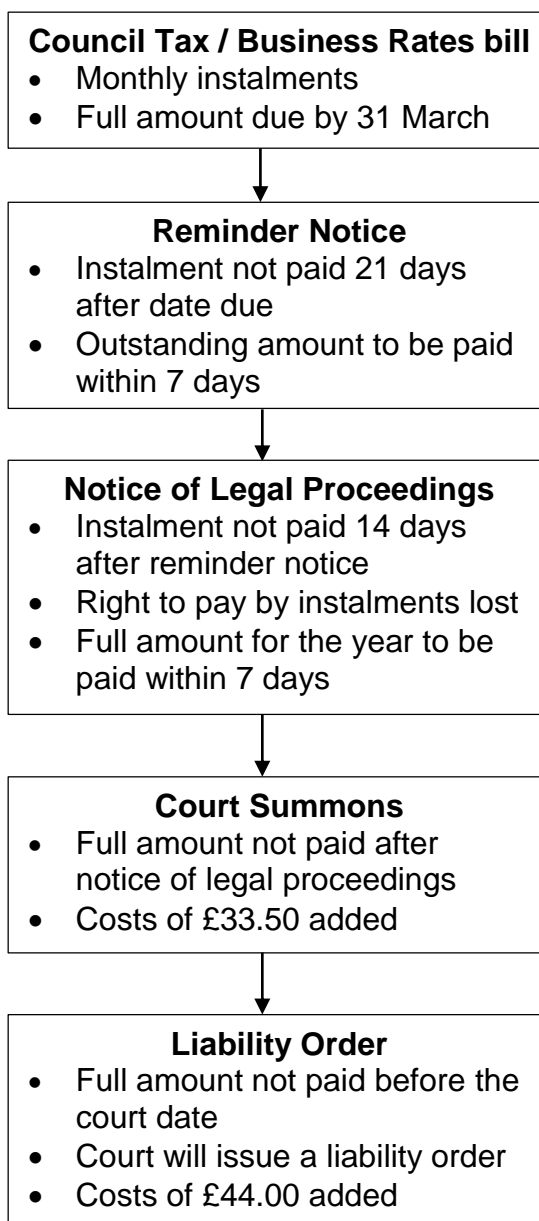 Council Tax / Business Rates bill
• Monthly instalments
• Full amount due by 31 March
Reminder Notice
• Instalment not paid 21 days
after date due
• Outstanding amount to be paid
within 7 days
Notice of Legal Proceedings
• Instalment not paid 14 days
after reminder notice
• Right to pay by instalments lost
• Full amount for the year to be
paid within 7 days
Court Summons
• Full amount not paid after
notice of legal proceedings
• Costs of £33.50 added
Liability Order
• Full amount not paid before the
court date
• Court will issue a liability order
• Costs of £44.00 added